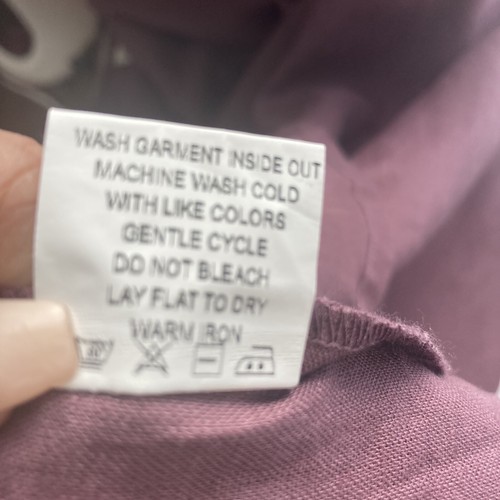 WASH GARMENT INSIDE OUT
MACHINE WASH COLD
WITH LIKE COLORS
GENTLE CYCLE
DO NOT BLEACH
LAY FLAT TO DRY
WARM IRON